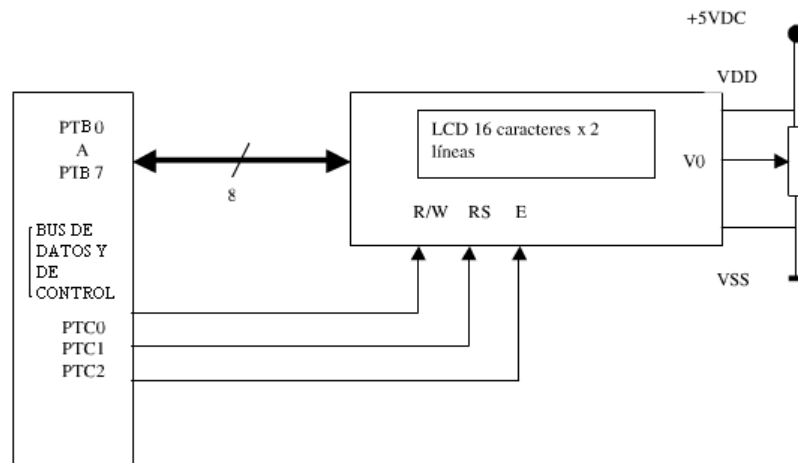 +5VDC
VDD
PTB 0
A
PTB 7
8
LCD 16 caracteres x 2
líneas
V0
R/W RS E
BUS DE
DATOS Y
DE
CONTROL
VSS
PTC0
PTC1
PTC2